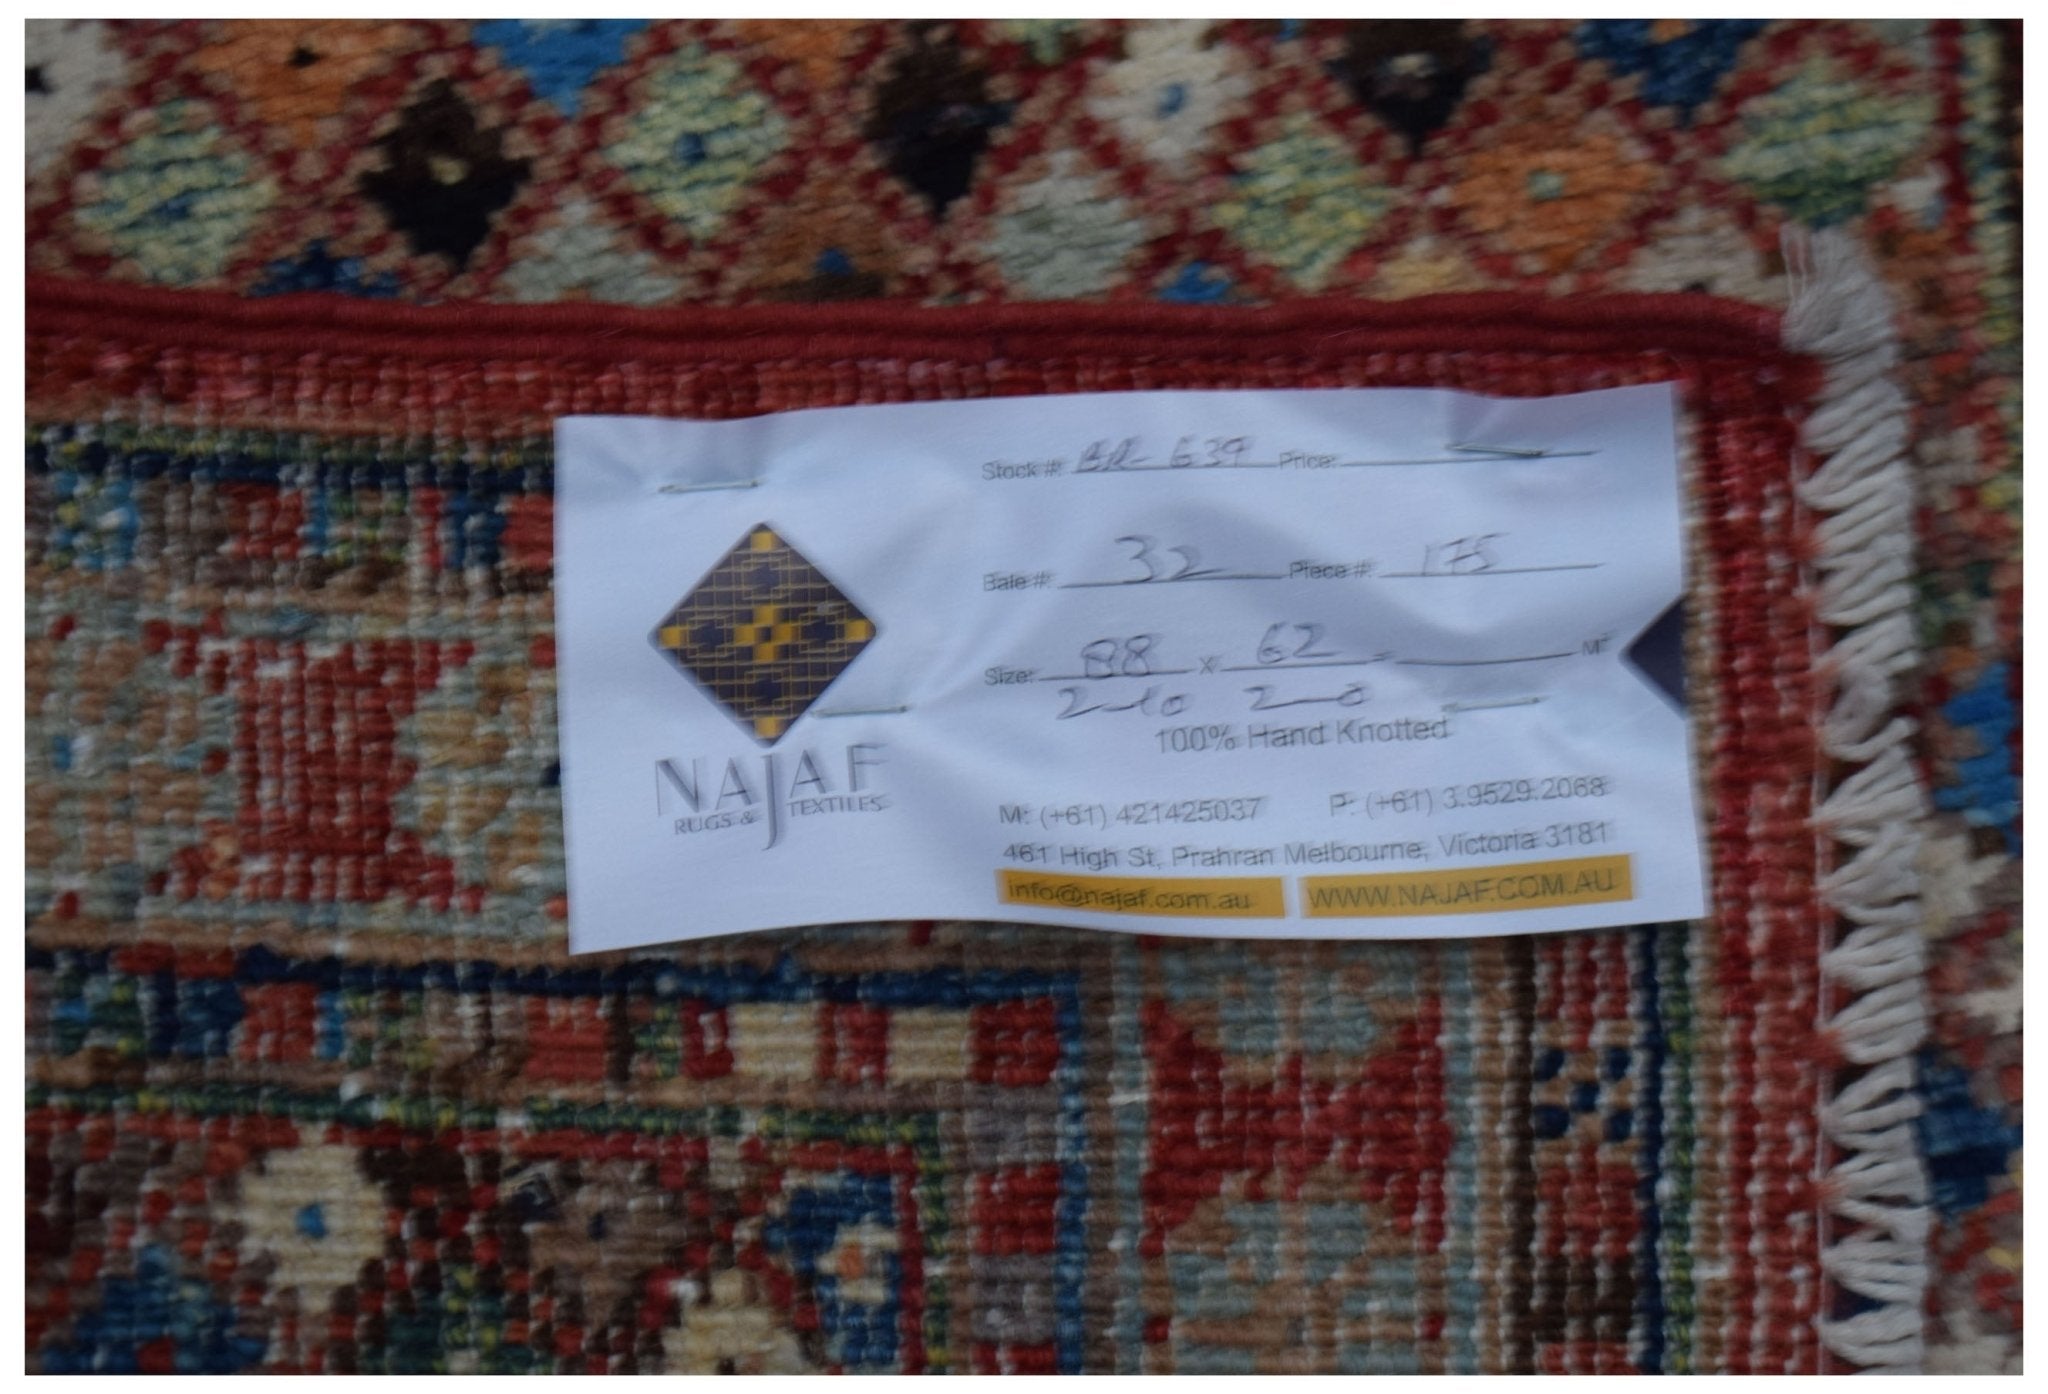 Stock #: BR 639 Price:
Bale #: 32 Piece #: 175
Size: 88 x 62 = M²
2-10 2-0
100% Hand Knotted
NAJAF
RUGS & TEXTILES
M: (+61) 421425037 P: (+61) 3.9529.2068
461 High St, Prahran Melbourne, Victoria 3181
info@najaf.com.au WWW.NAJAF.COM.AU